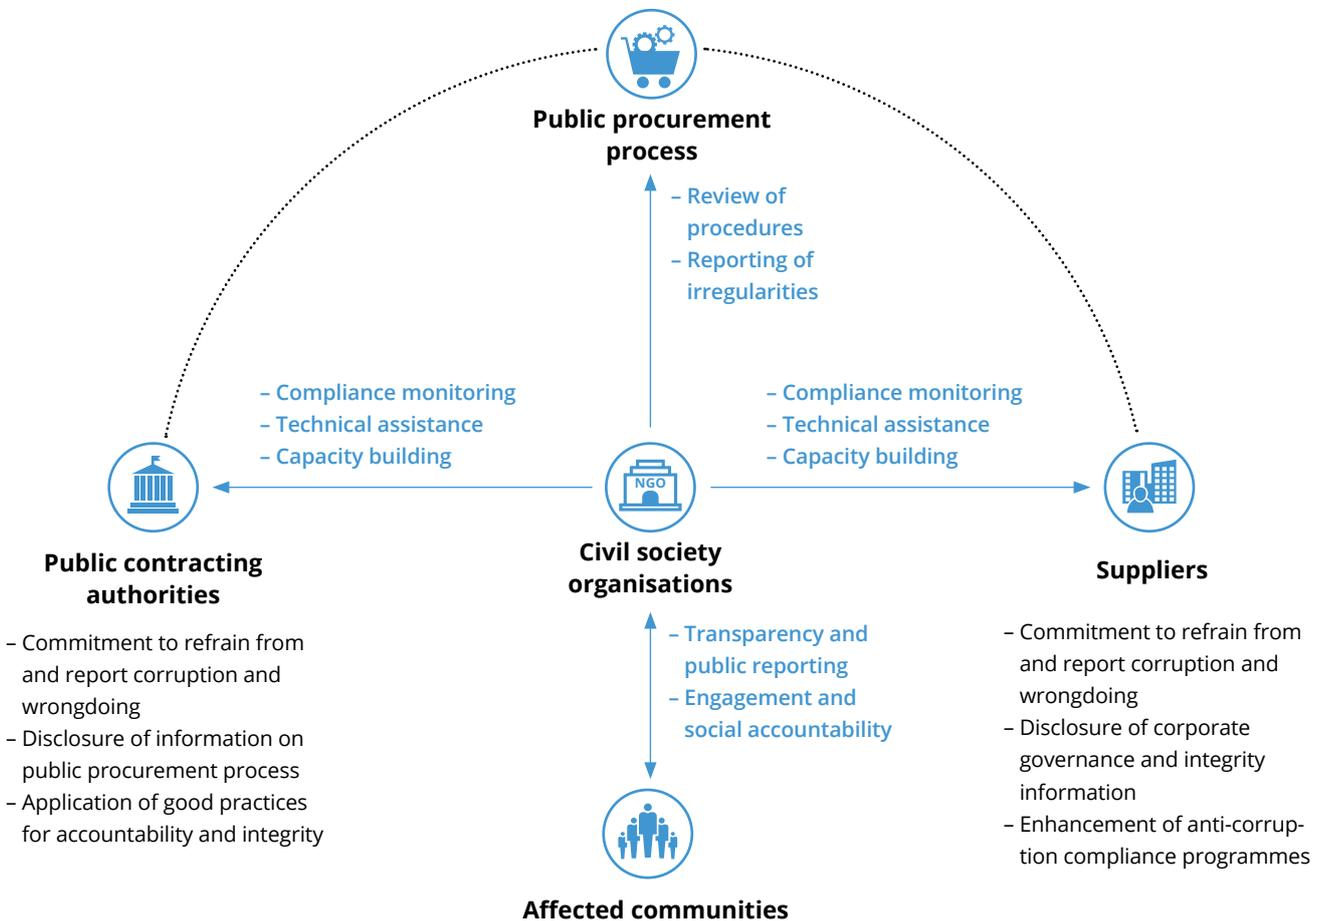 Public procurement
process
– Review of
procedures
– Reporting of
irregularities
– Compliance monitoring
– Technical assistance
– Capacity building
– Compliance monitoring
– Technical assistance
– Capacity building
NGO
Public contracting
authorities
– Commitment to refrain from
and report corruption and
wrongdoing
– Disclosure of information on
public procurement process
– Application of good practices
for accountability and integrity
Civil society
organisations
– Transparency and
public reporting
– Engagement and
social accountability
Affected communities
Suppliers
– Commitment to refrain from
and report corruption and
wrongdoing
– Disclosure of corporate
governance and integrity
information
– Enhancement of anti-corrup-
tion compliance programmes